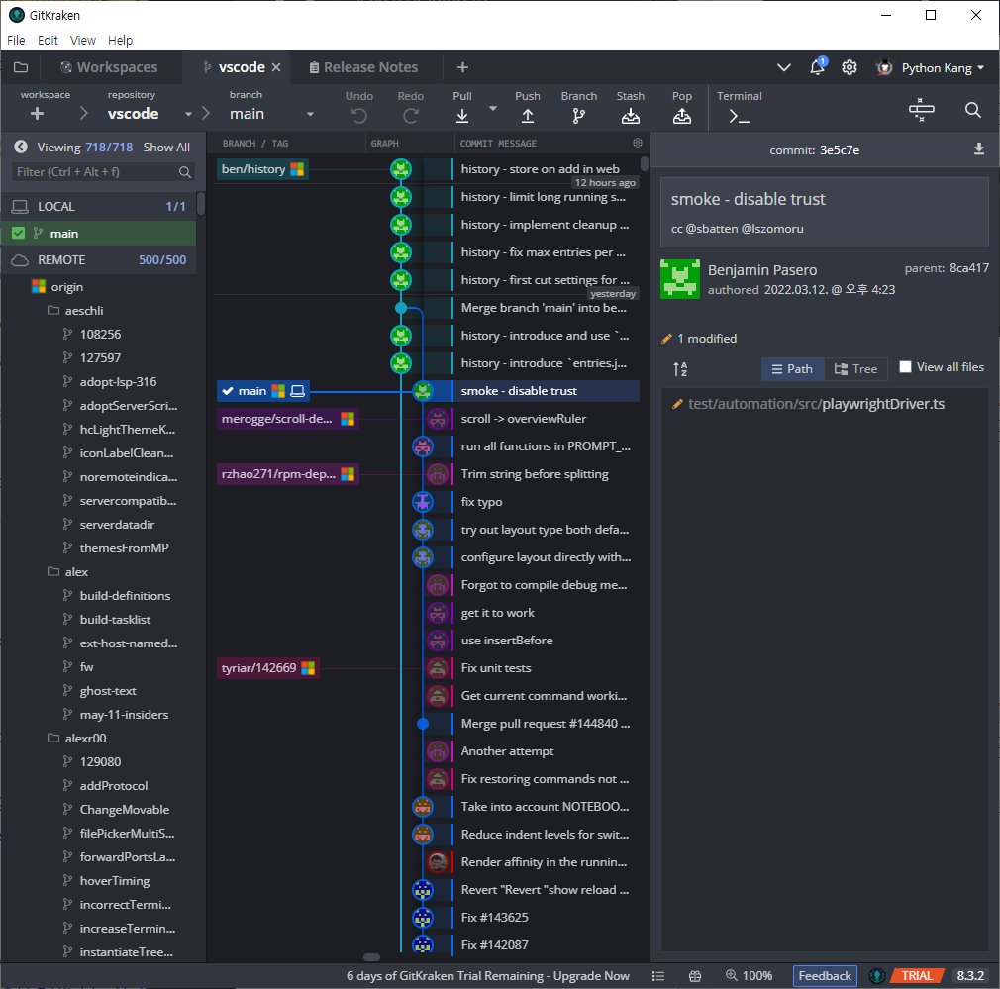 GitKraken
File Edit View Help
Workspaces
vscode
Release Notes
1
Python Kang
workspace
repository
vscode
branch
main
Undo
Redo
Pull
Push
Branch
Stash
Pop
Terminal
Viewing 718/718 Show All
Filter (Ctrl + Alt + f)
LOCAL 1/1
main
REMOTE 500/500
origin
aeschli
108256
127597
adopt-lsp-316
adoptServerScri...
hcLightThemeK...
iconLabelClean...
noremoteindica...
servercompatib...
serverdatadir
themesFromMP
alex
build-definitions
build-tasklist
ext-host-named...
fw
ghost-text
may-11-insiders
alexr00
129080
addProtocol
ChangeMovable
filePickerMultiS...
forwardPortsLa...
hoverTiming
incorrectTermi...
increaseTermin...
instantiateTree...
BRANCH / TAG GRAPH COMMIT MESSAGE
ben/history history - store on add in web
12 hours ago
history - limit long running s...
history - implement cleanup ...
history - fix max entries per ...
history - first cut settings for ...
yesterday
Merge branch 'main' into be...
history - introduce and use `...
history - introduce `entries.j...
main smoke - disable trust
merogge/scroll-de... scroll -> overviewRuler
run all functions in PROMPT_...
rzhao271/rpm-dep... Trim string before splitting
fix typo
try out layout type both defa...
configure layout directly with...
Forgot to compile debug me...
get it to work
use insertBefore
tyriar/142669 Fix unit tests
Get current command worki...
Merge pull request #144840 ...
Another attempt
Fix restoring commands not ...
Take into account NOTEBOO...
Reduce indent levels for swit...
Render affinity in the runnin...
Revert "Revert "show reload ...
Fix #143625
Fix #142087
commit: 3e5c7e
smoke - disable trust
cc @sbatten @lszomoru
Benjamin Pasero
authored 2022.03.12. @ 오후 4:23
parent: 8ca417
1 modified
Path
Tree
View all files
test/automation/src/playwrightDriver.ts
6 days of GitKraken Trial Remaining - Upgrade Now
100%
Feedback
TRIAL
8.3.2